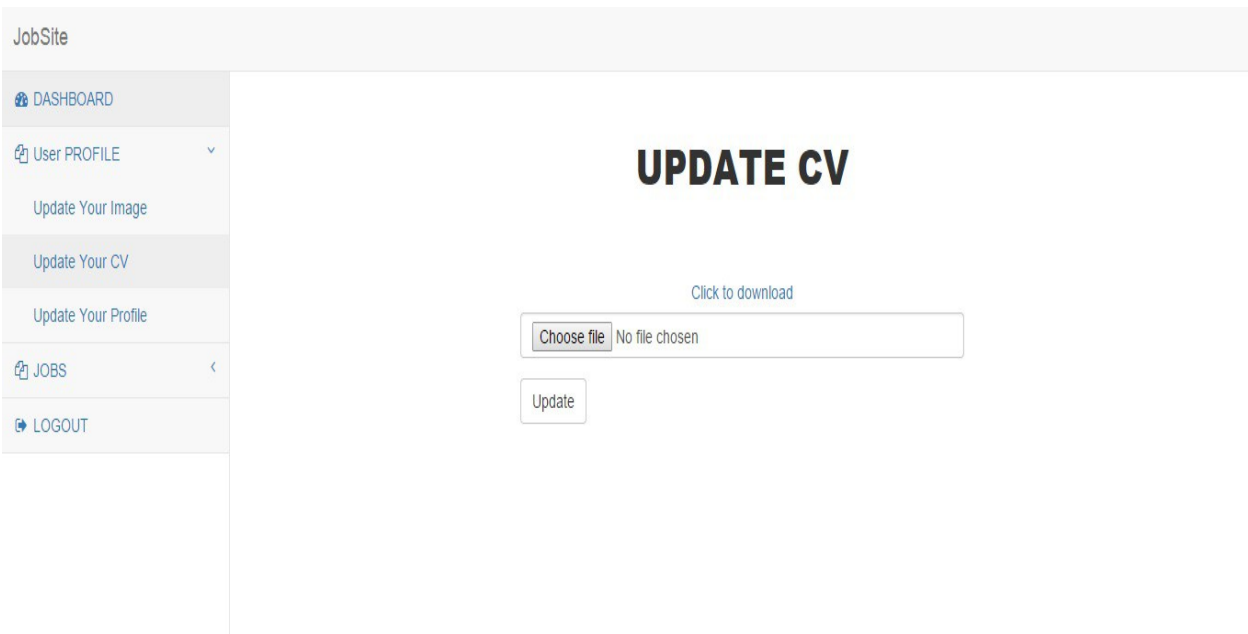 JobSite
DASHBOARD
User PROFILE
Update Your Image
Update Your CV
Update Your Profile
JOBS
LOGOUT
UPDATE CV
Click to download
Choose file No file chosen
Update